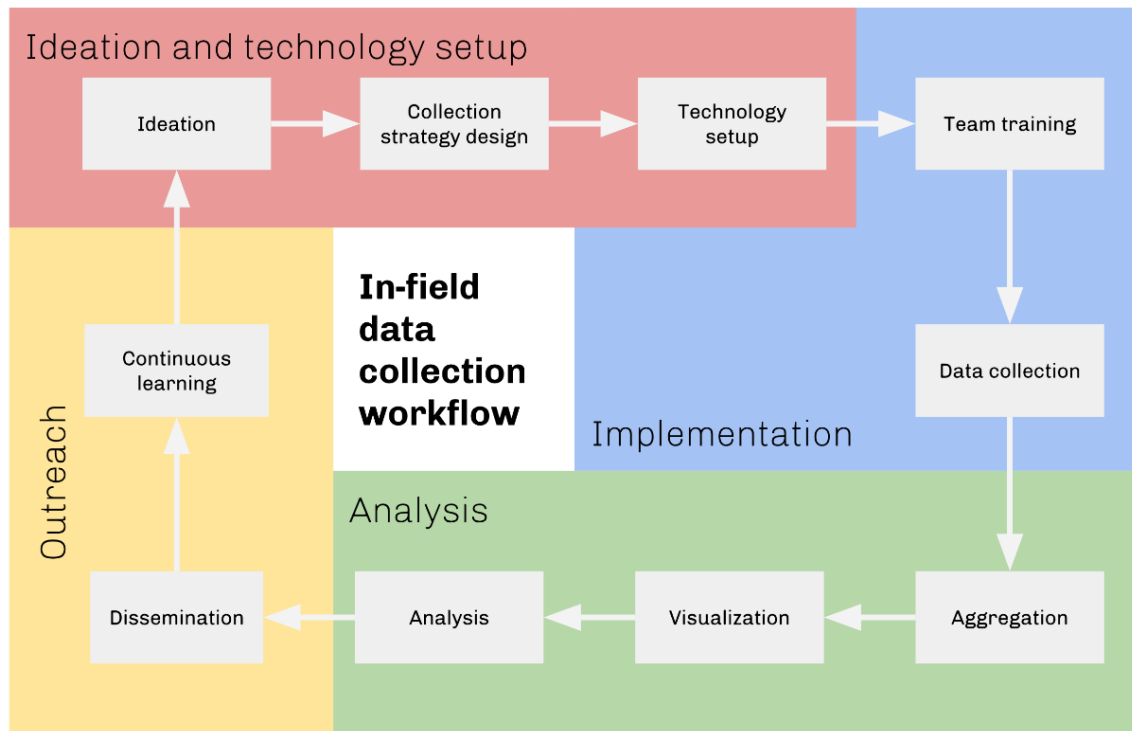 Ideation and technology setup
Ideation
Collection
strategy design
Technology
setup
Team training
In-field
data
collection
workflow
Continuous
learning
Data collection
Implementation
Outreach
Analysis
Dissemination
Analysis
Visualization
Aggregation